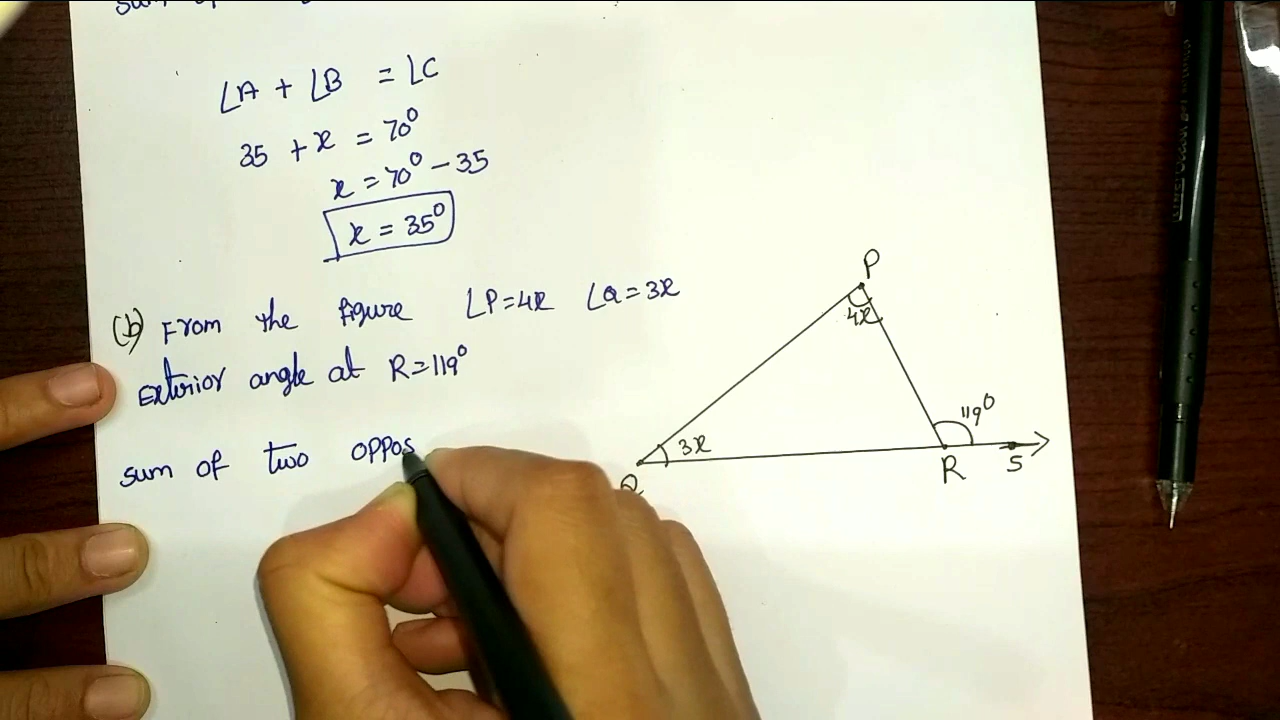 ∠A + ∠B = ∠C
35 + x = 70°
x = 70° - 35
x = 35°
(b) From the figure ∠P=4x ∠Q=3x
Exterior angle at R=119°
sum of two oppos
P
4x
119°
3x
Q
R
S